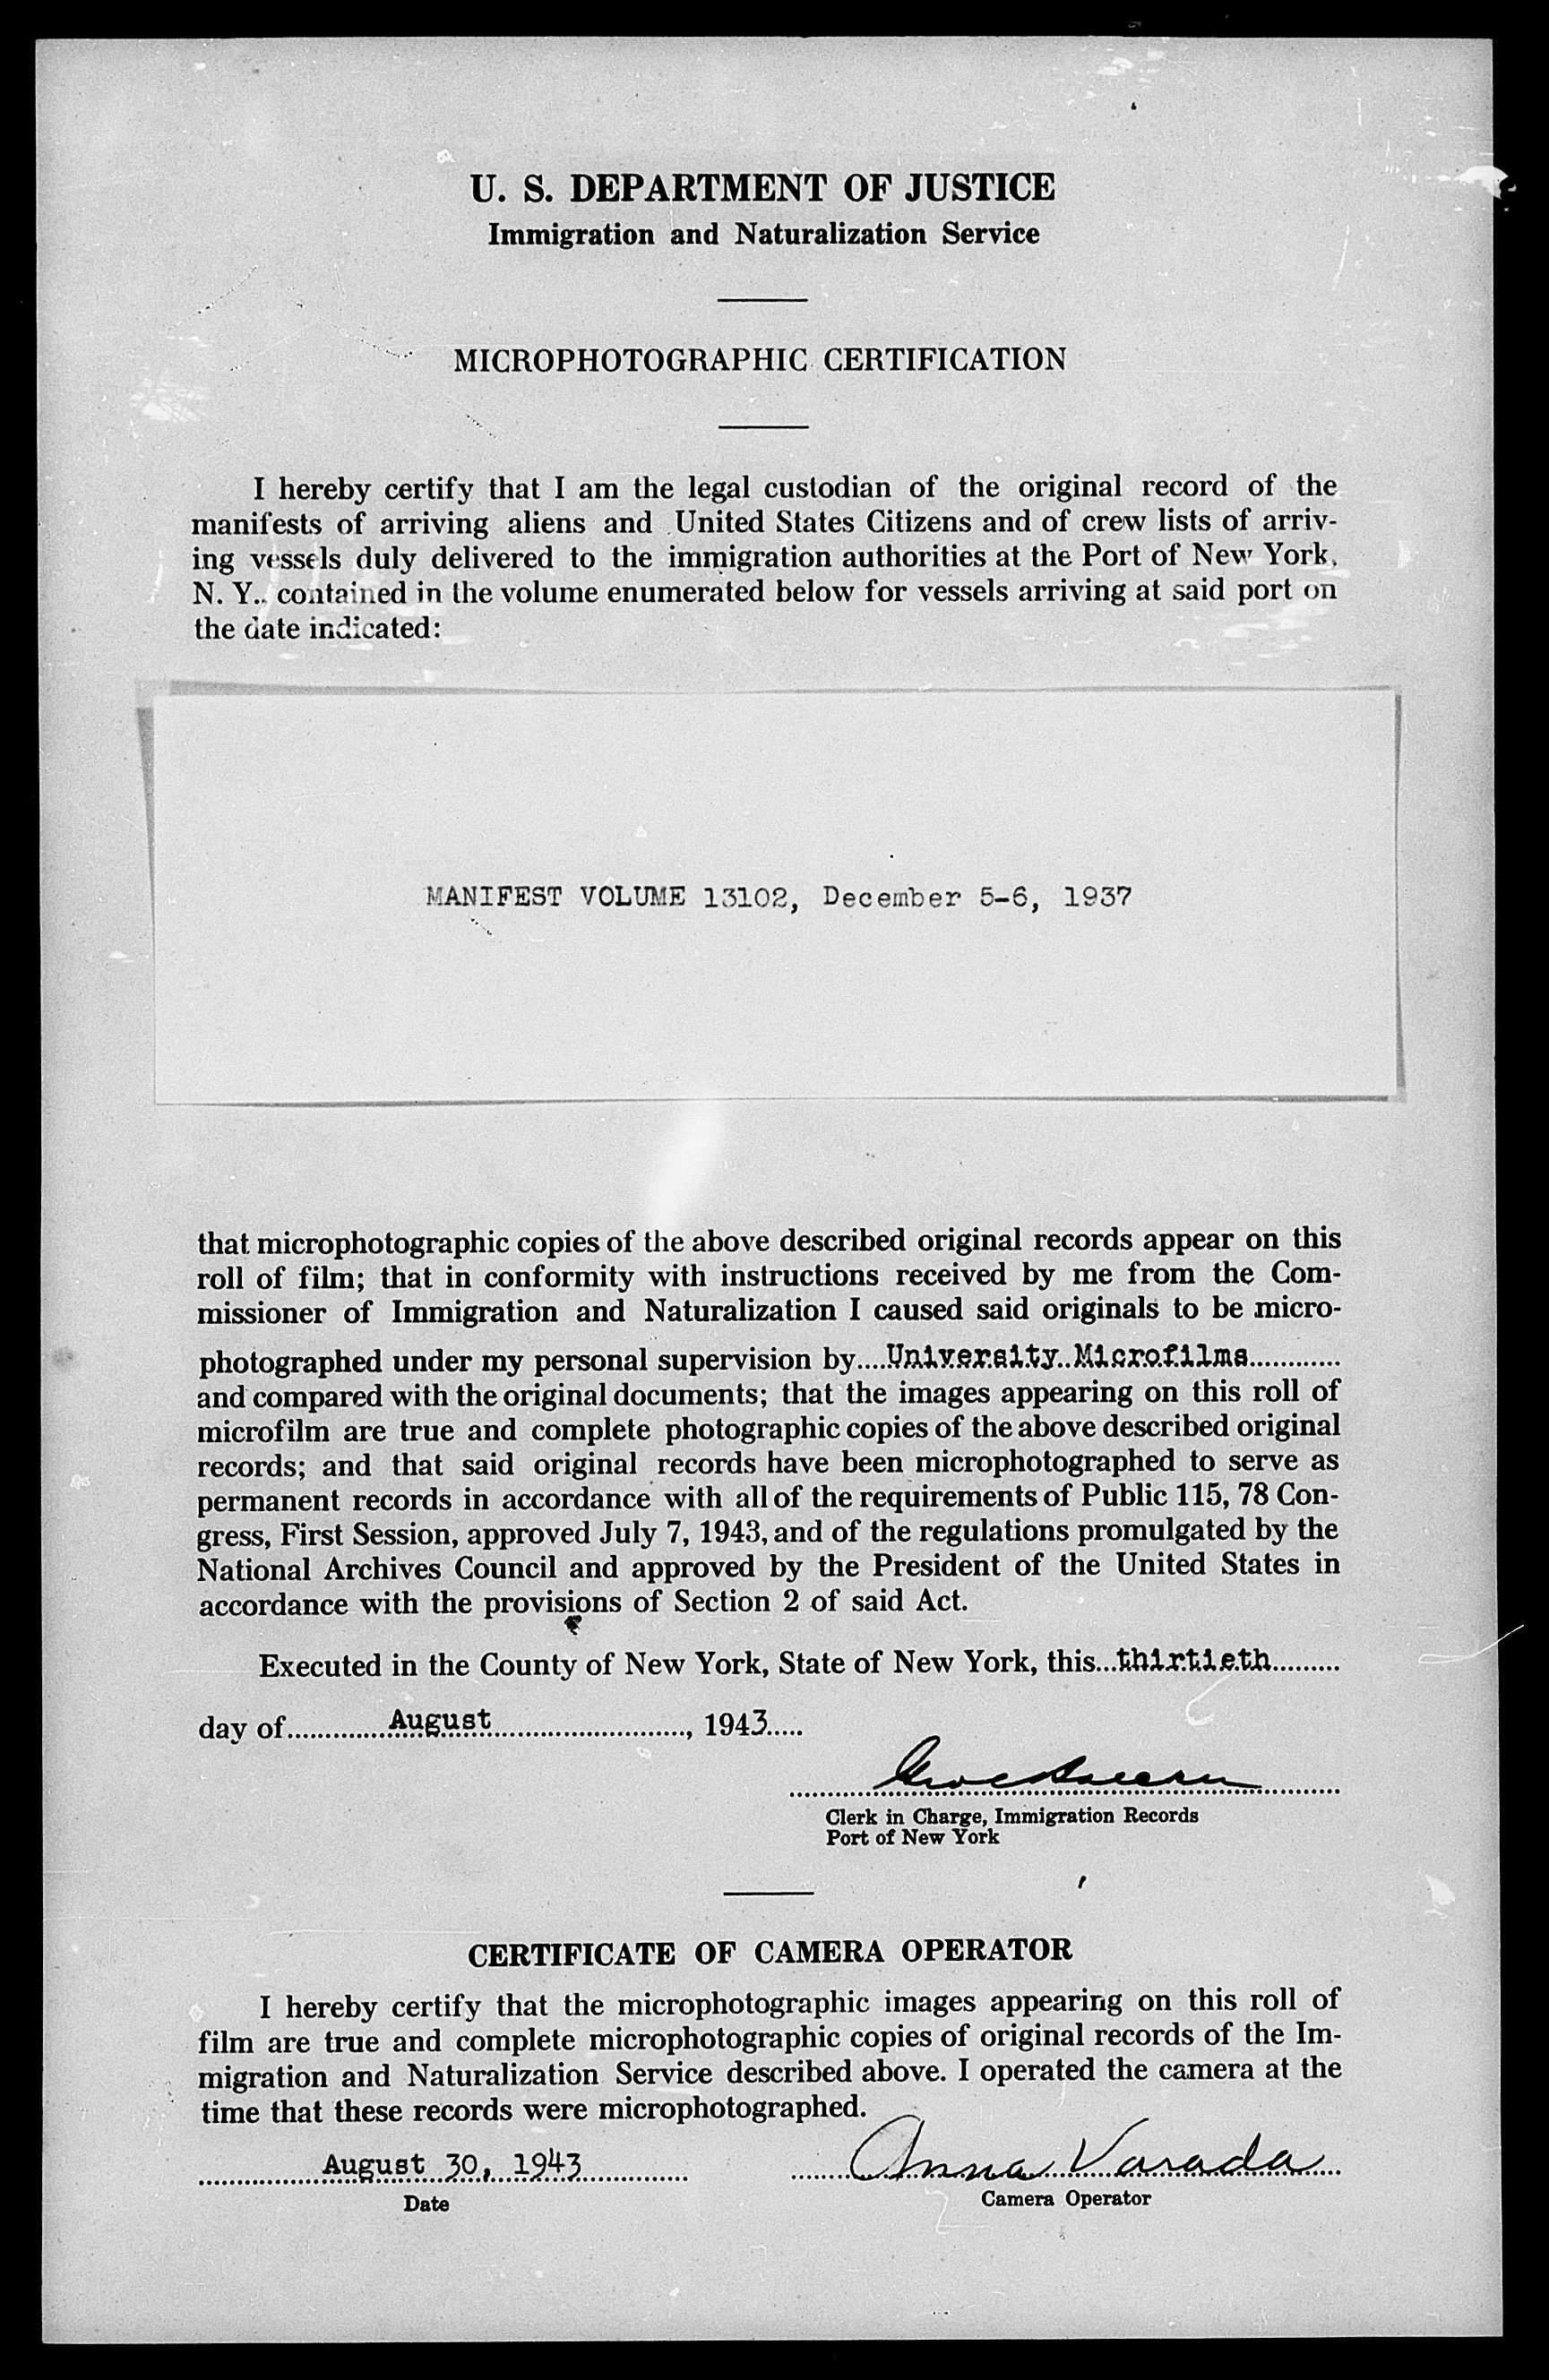 U. S. DEPARTMENT OF JUSTICE
Immigration and Naturalization Service
MICROPHOTOGRAPHIC CERTIFICATION
I hereby certify that I am the legal custodian of the original record of the
manifests of arriving aliens and United States Citizens and of crew lists of arriv-
ing vessels duly delivered to the immigration authorities at the Port of New York,
N. Y., contained in the volume enumerated below for vessels arriving at said port on
the date indicated:
MANIFEST VOLUME 13102, December 5-6, 1937
that microphotographic copies of the above described original records appear on this
roll of film; that in conformity with instructions received by me from the Com-
missioner of Immigration and Naturalization I caused said originals to be micro-
photographed under my personal supervision by....University Microfilms............
and compared with the original documents; that the images appearing on this roll of
microfilm are true and complete photographic copies of the above described original
records; and that said original records have been microphotographed to serve as
permanent records in accordance with all of the requirements of Public 115, 78 Con-
gress, First Session, approved July 7, 1943, and of the regulations promulgated by the
National Archives Council and approved by the President of the United States in
accordance with the provisions of Section 2 of said Act.
Executed in the County of New York, State of New York, this...thirtieth.........
day of.............August.........................., 1943.....
Clerk in Charge, Immigration Records
Port of New York
CERTIFICATE OF CAMERA OPERATOR
I hereby certify that the microphotographic images appearing on this roll of
film are true and complete microphotographic copies of original records of the Im-
migration and Naturalization Service described above. I operated the camera at the
time that these records were microphotographed.
August 30, 1943 Anna Varada
Date Camera Operator